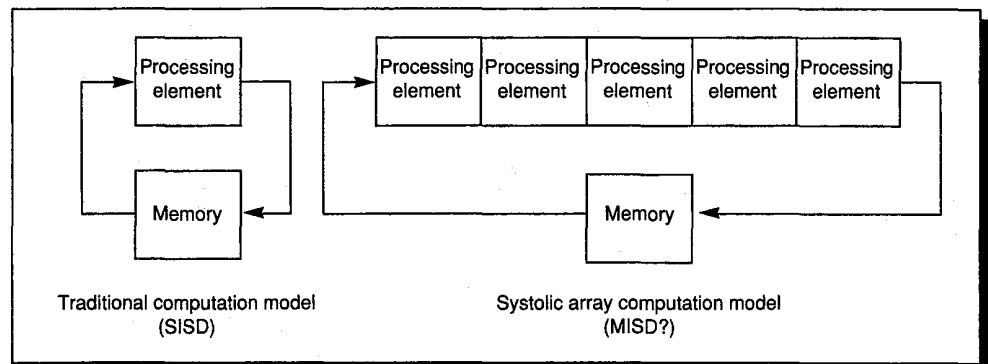 Processing
element
Memory
Traditional computation model
(SISD)
Processing
element
Processing
element
Processing
element
Processing
element
Processing
element
Memory
Systolic array computation model
(MISD?)